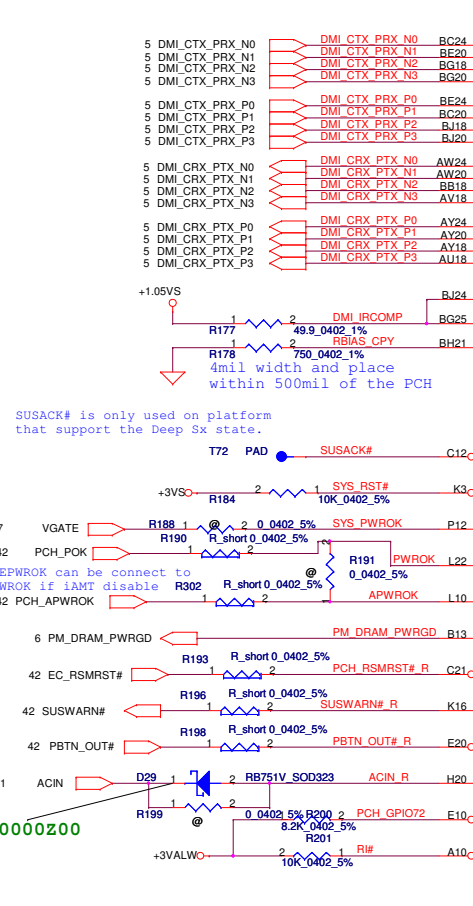 5 DMI_CTX_PRX_N0 DMI_CTX_PRX_N0 BC24
5 DMI_CTX_PRX_N1 DMI_CTX_PRX_N1 BE20
5 DMI_CTX_PRX_N2 DMI_CTX_PRX_N2 BG18
5 DMI_CTX_PRX_N3 DMI_CTX_PRX_N3 BG20
5 DMI_CTX_PRX_P0 DMI_CTX_PRX_P0 BE24
5 DMI_CTX_PRX_P1 DMI_CTX_PRX_P1 BC20
5 DMI_CTX_PRX_P2 DMI_CTX_PRX_P2 BJ18
5 DMI_CTX_PRX_P3 DMI_CTX_PRX_P3 BJ20
5 DMI_CRX_PTX_N0 DMI_CRX_PTX_N0 AW24
5 DMI_CRX_PTX_N1 DMI_CRX_PTX_N1 AW20
5 DMI_CRX_PTX_N2 DMI_CRX_PTX_N2 BB18
5 DMI_CRX_PTX_N3 DMI_CRX_PTX_N3 AV18
5 DMI_CRX_PTX_P0 DMI_CRX_PTX_P0 AY24
5 DMI_CRX_PTX_P1 DMI_CRX_PTX_P1 AY20
5 DMI_CRX_PTX_P2 DMI_CRX_PTX_P2 AY18
5 DMI_CRX_PTX_P3 DMI_CRX_PTX_P3 AU18
+1.05VS
BJ24
1 2 DMI_IRCOMP BG25
R177 49.9_0402_1%
1 2 RBIAS_CPY BH21
R178 750_0402_1%
4mil width and place
within 500mil of the PCH
SUSACK# is only used on platform
that support the Deep Sx state.
T72 PAD SUSACK# C12
+3VS 2 1 SYS_RST# K3
R184 10K_0402_5%
VGATE R188 1 @ 2 0_0402_5% SYS_PWROK P12
R190 R_short 0_0402_5%
PCH_POK 1 2 2 R191 PWROK L22
@ 0_0402_5%
EPWROK can be connect to
WROK if iAMT disable
R302 R_short 0_0402_5%
42 PCH_APWROK 1 2 1 APWROK L10
6 PM_DRAM_PWRGD PM_DRAM_PWRGD B13
R193 R_short 0_0402_5%
42 EC_RSMRST# 1 2 PCH_RSMRST#_R C21
R196 R_short 0_0402_5%
42 SUSWARN# 1 2 SUSWARN#_R K16
R198 R_short 0_0402_5%
42 PBTN_OUT# 1 2 PBTN_OUT#_R E20
ACIN D29 1 2 RB751V_SOD323 ACIN_R H20
R199 1 @ 2 0_0402_5%
2 1 R200 PCH_GPIO72 E10
8.2K_0402_5%
0000Z00
R201
+3VALW 2 1 RI# A10
10K_0402_5%